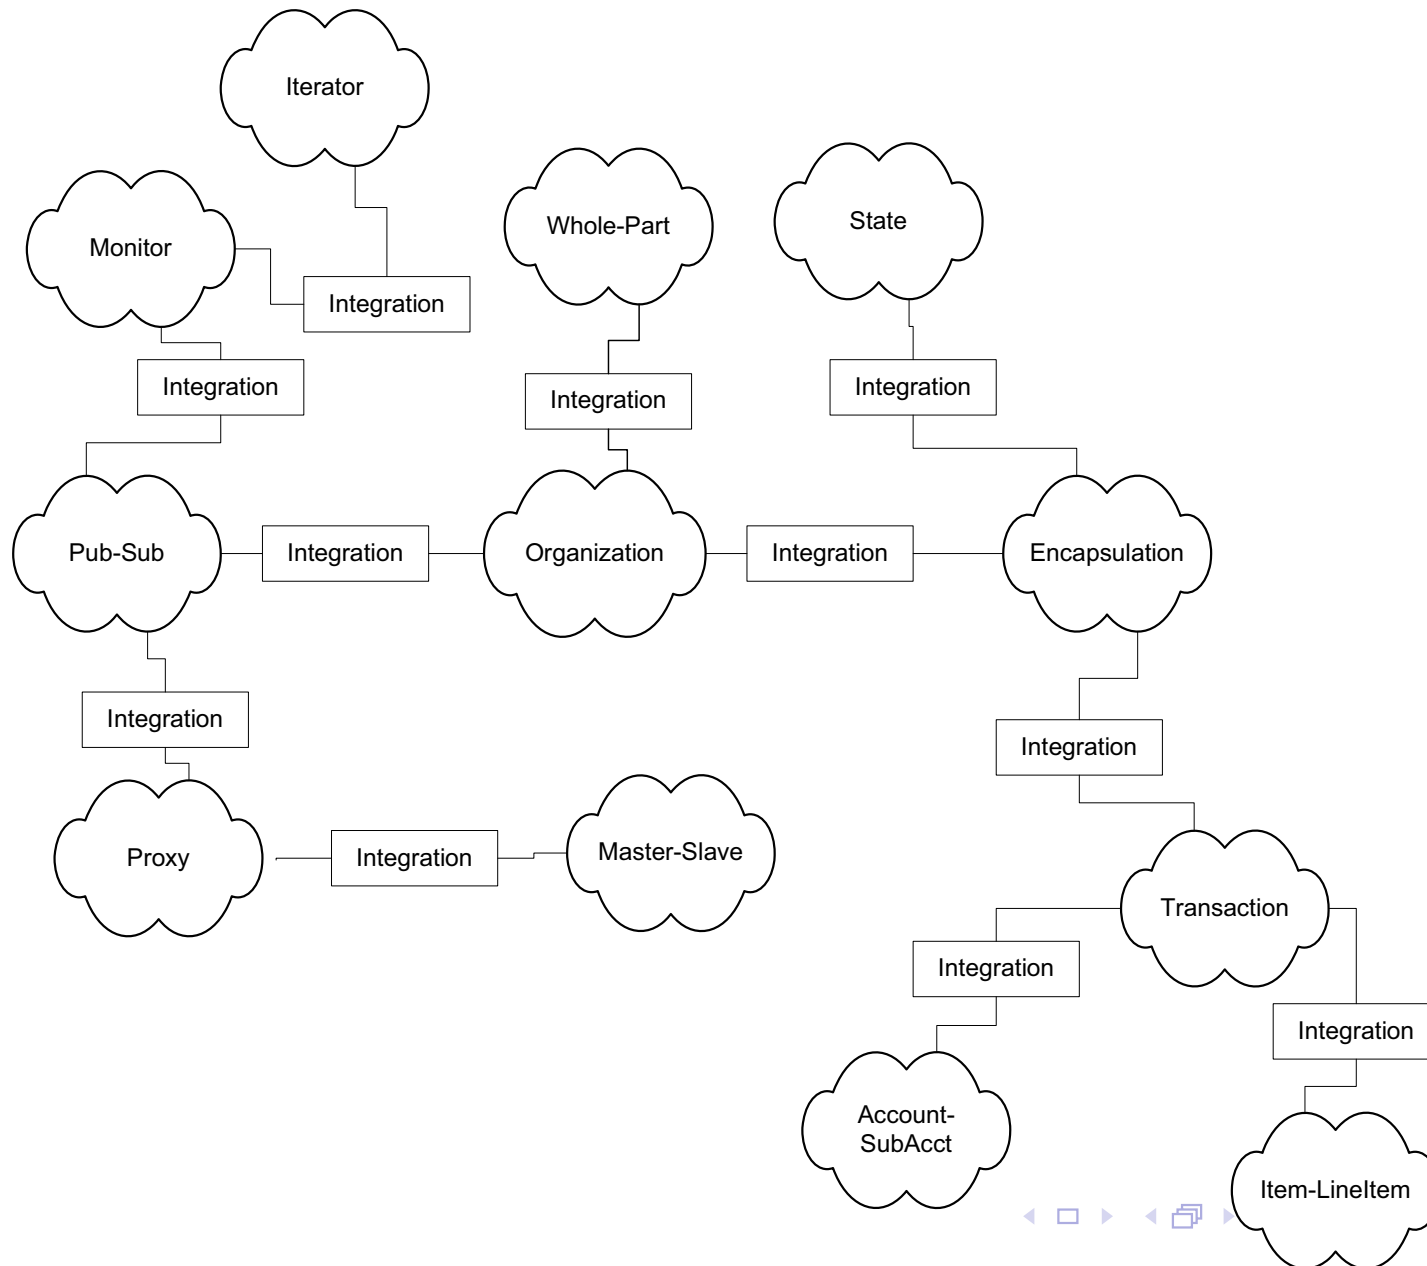 Iterator
Whole-Part
State
Monitor
Integration
Integration
Integration
Integration
Pub-Sub
Integration
Organization
Integration
Encapsulation
Integration
Integration
Proxy
Integration
Master-Slave
Transaction
Integration
Integration
Account-
SubAcct
Item-LineItem